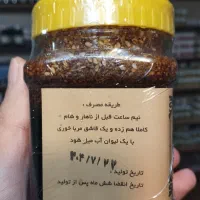 طریقه مصرف :
نیم ساعت قبل از ناهار و شام -
کاملا هم زده و یک قاشق مربا خوری
با یک لیوان آب میل شود
۴۰۴/۷/۲۲
تاریخ تولید :
تاریخ انقضا شش ماه پس از تولید